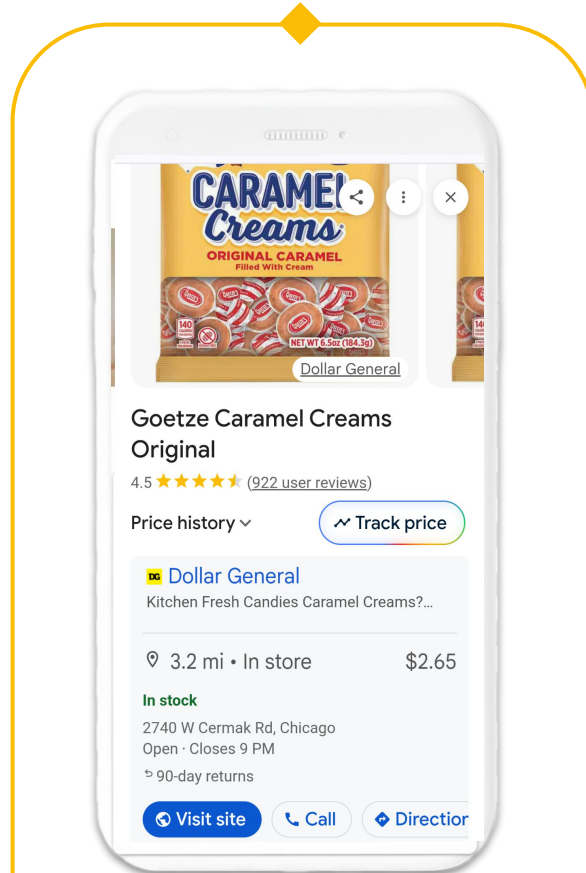 CARAMEL
Creams
ORIGINAL CARAMEL
Filled With Cream
140
NET WT 6.5oz (184.3g)
14
Dollar General
Goetze Caramel Creams
Original
4.5 (922 user reviews)
Price history
Track price
DG Dollar General
Kitchen Fresh Candies Caramel Creams?...
3.2 mi • In store $2.65
In stock
2740 W Cermak Rd, Chicago
Open · Closes 9 PM
90-day returns
Visit site Call Direction